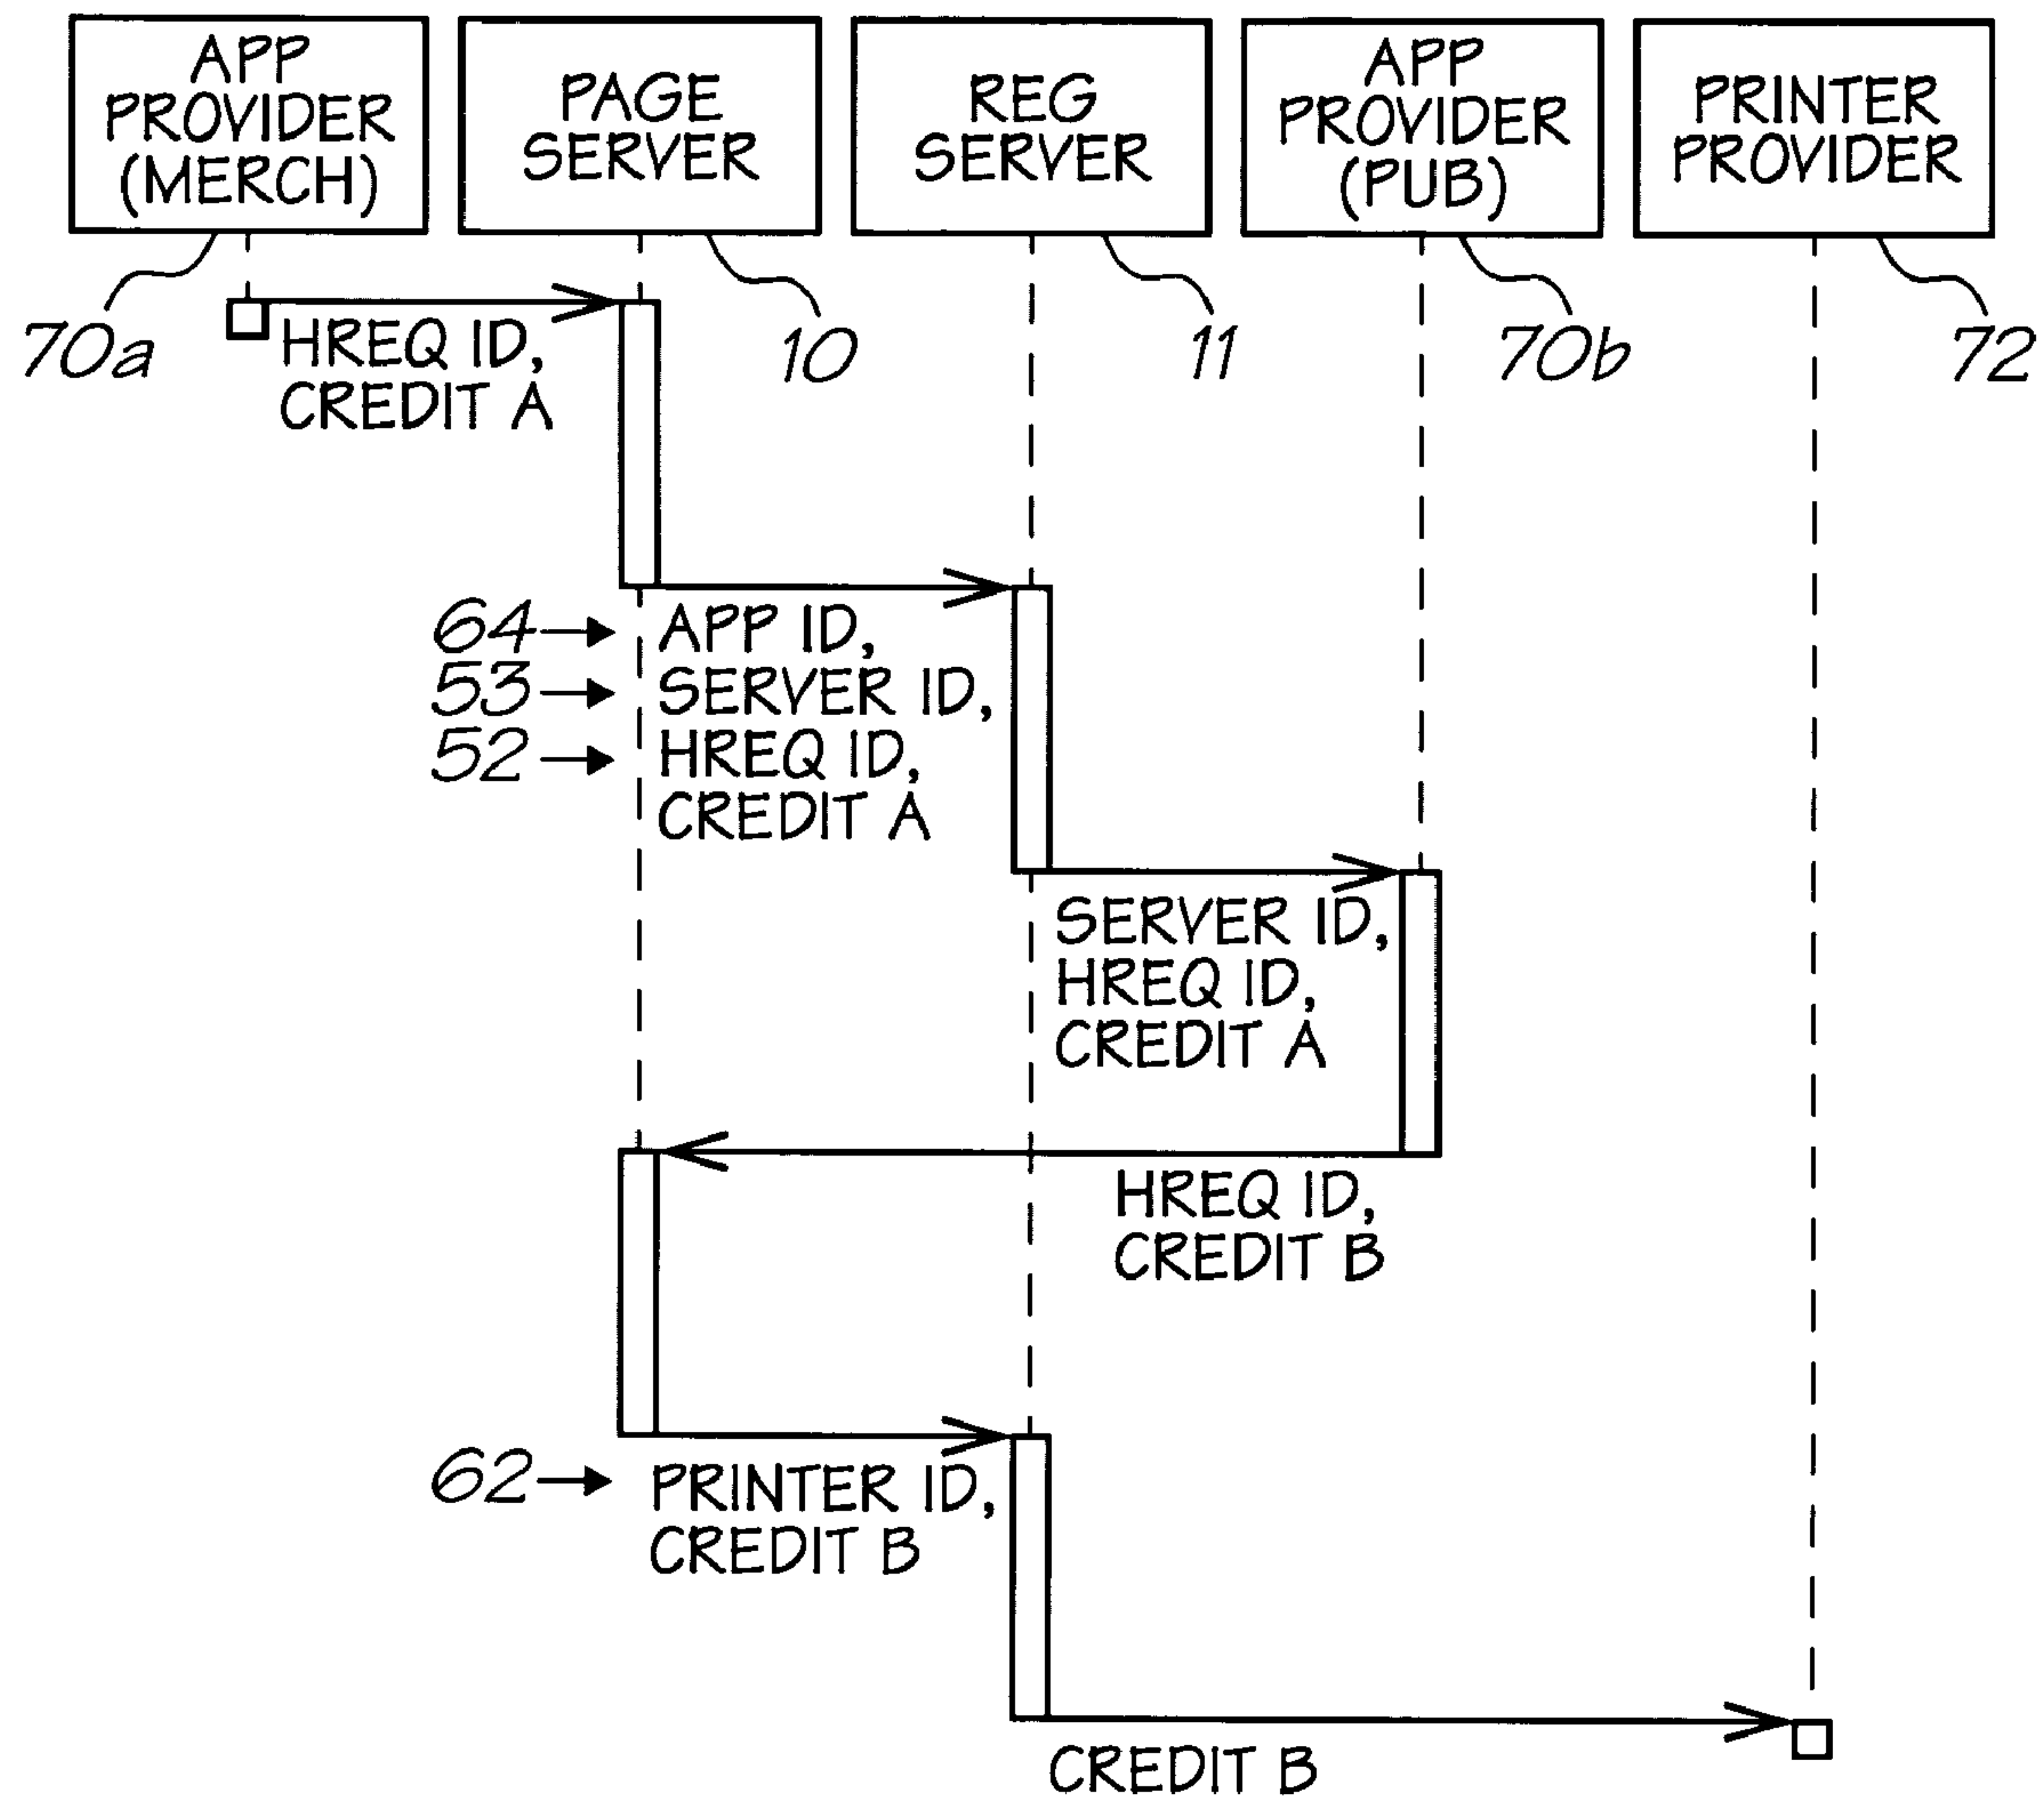 APP
PROVIDER
(MERCH)
PAGE
SERVER
REG
SERVER
APP
PROVIDER
(PUB)
PRINTER
PROVIDER
70a
10
11
70b
72
HREQ ID,
CREDIT A
64
APP ID,
53
SERVER ID,
52
HREQ ID,
CREDIT A
SERVER ID,
HREQ ID,
CREDIT A
HREQ ID,
CREDIT B
62
PRINTER ID,
CREDIT B
CREDIT B